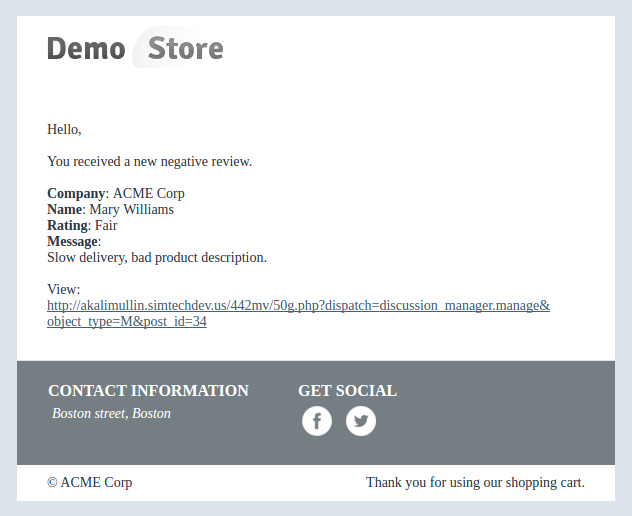 Demo Store
Hello,
You received a new negative review.
Company: ACME Corp
Name: Mary Williams
Rating: Fair
Message:
Slow delivery, bad product description.
View:
http://akalimullin.simtechdev.us/442mv/50g.php?dispatch=discussion_manager.manage&
object_type=M&post_id=34
CONTACT INFORMATION
Boston street, Boston
GET SOCIAL
© ACME Corp
Thank you for using our shopping cart.